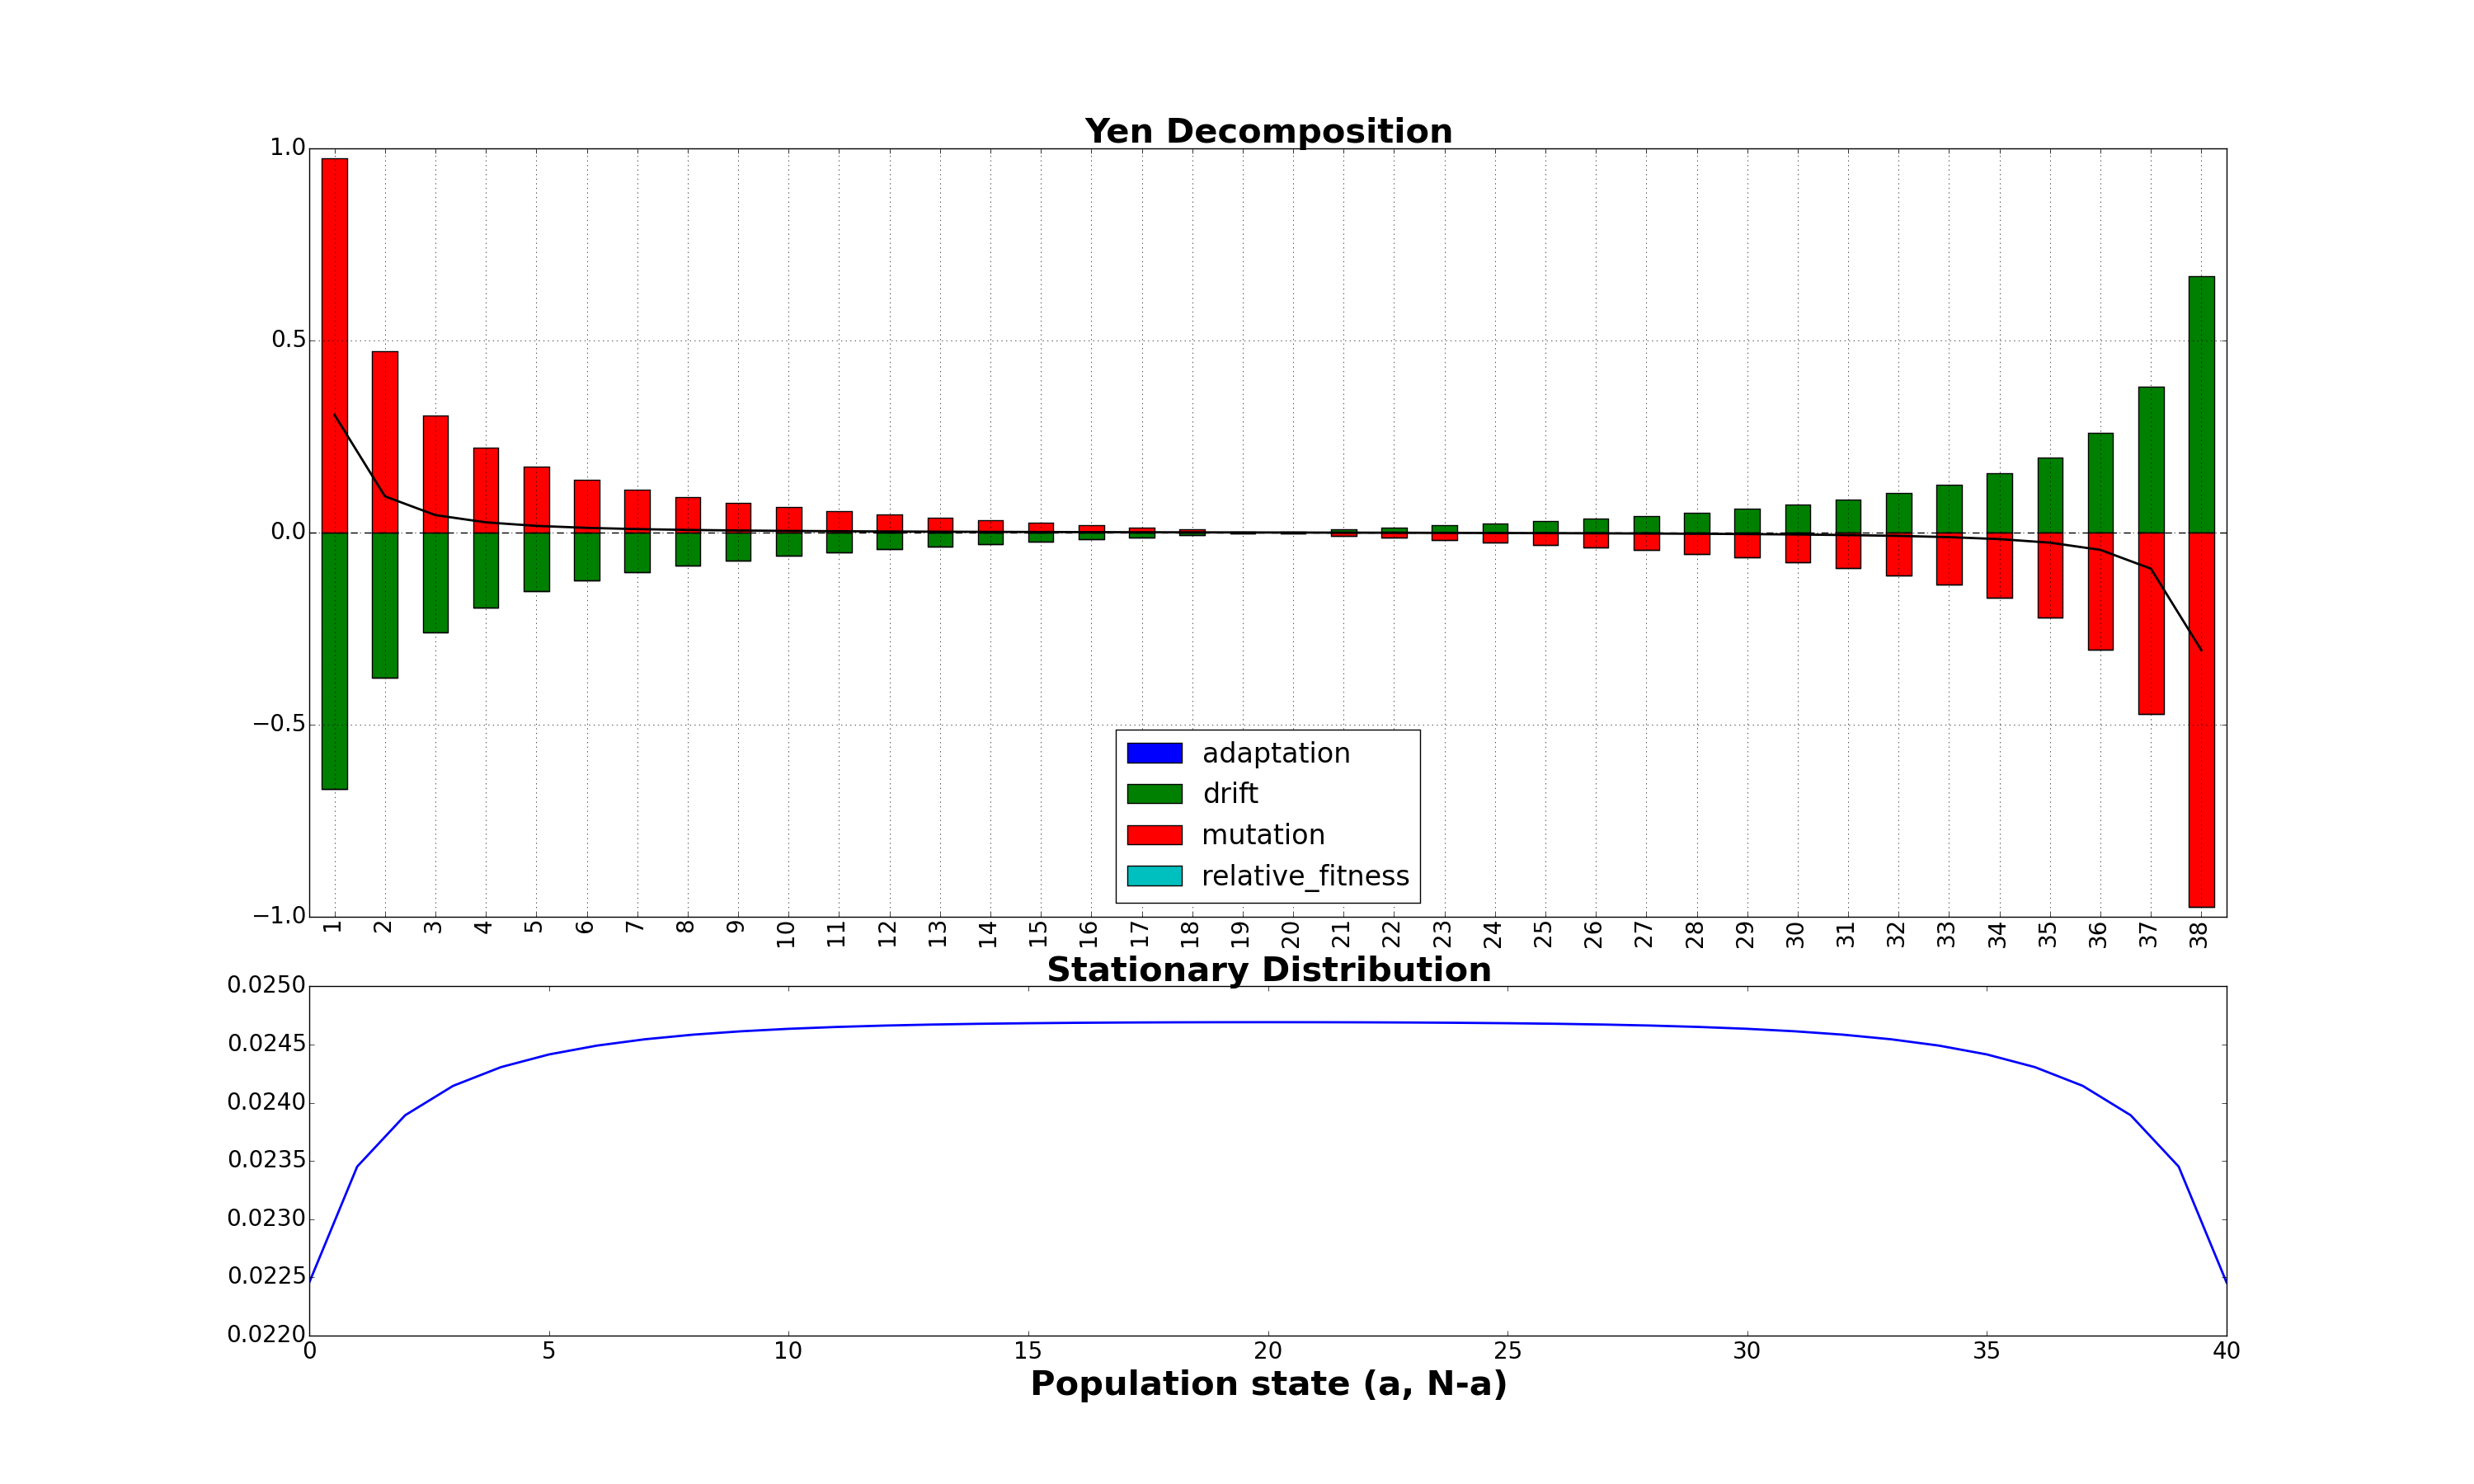 Yen Decomposition
1.0
0.5
0.0
−0.5
−1.0
adaptation
drift
mutation
relative_fitness
1 2 3 4 5 6 7 8 9 10 11 12 13 14 15 16 17 18 19 20 21 22 23 24 25 26 27 28 29 30 31 32 33 34 35 36 37 38
Stationary Distribution
0.0250
0.0245
0.0240
0.0235
0.0230
0.0225
0.0220
0 5 10 15 20 25 30 35 40
Population state (a, N-a)